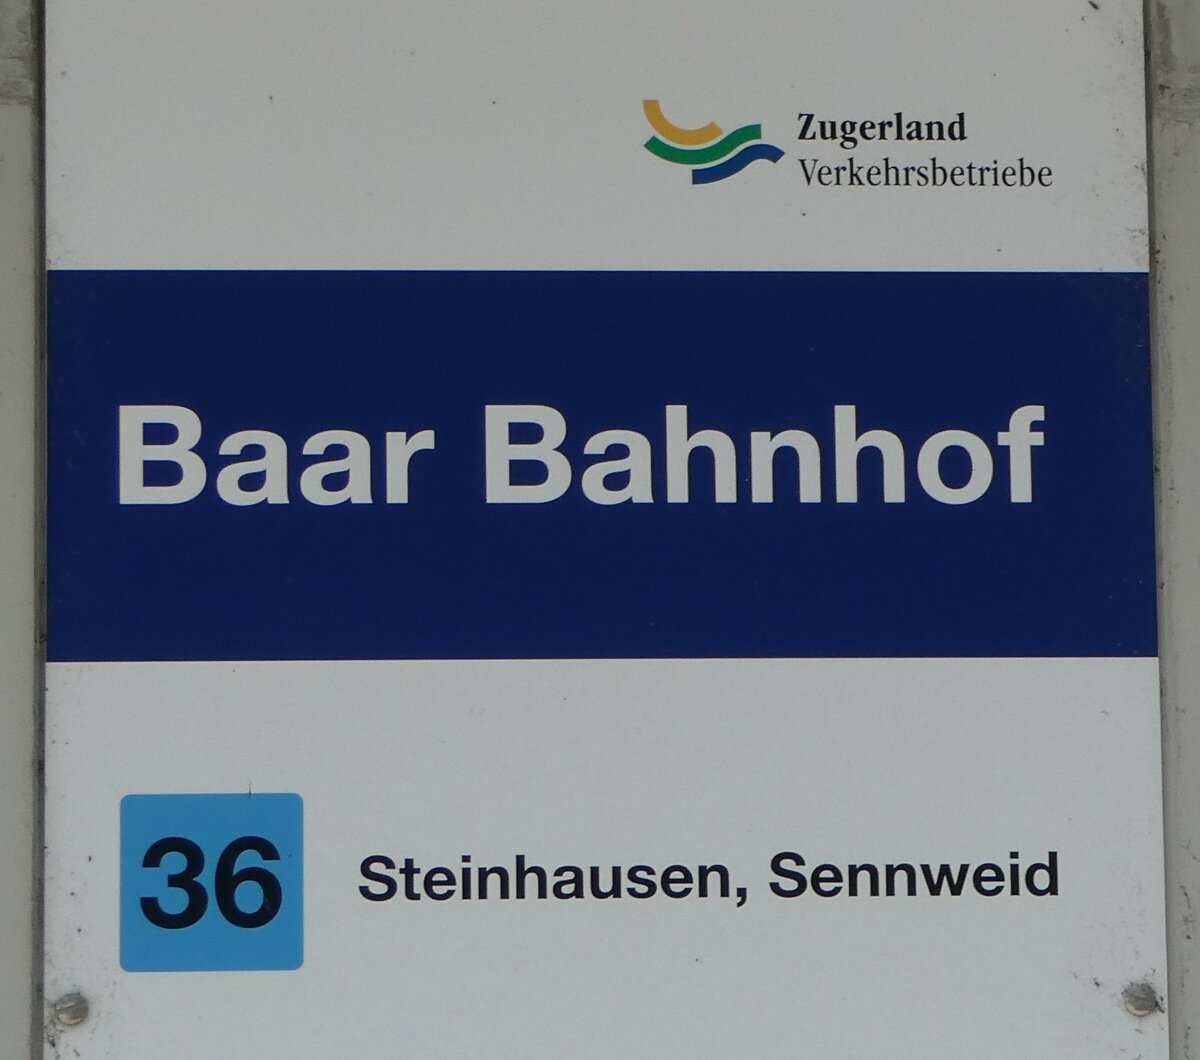 Zugerland
Verkehrsbetriebe
Baar Bahnhof
36 Steinhausen, Sennweid